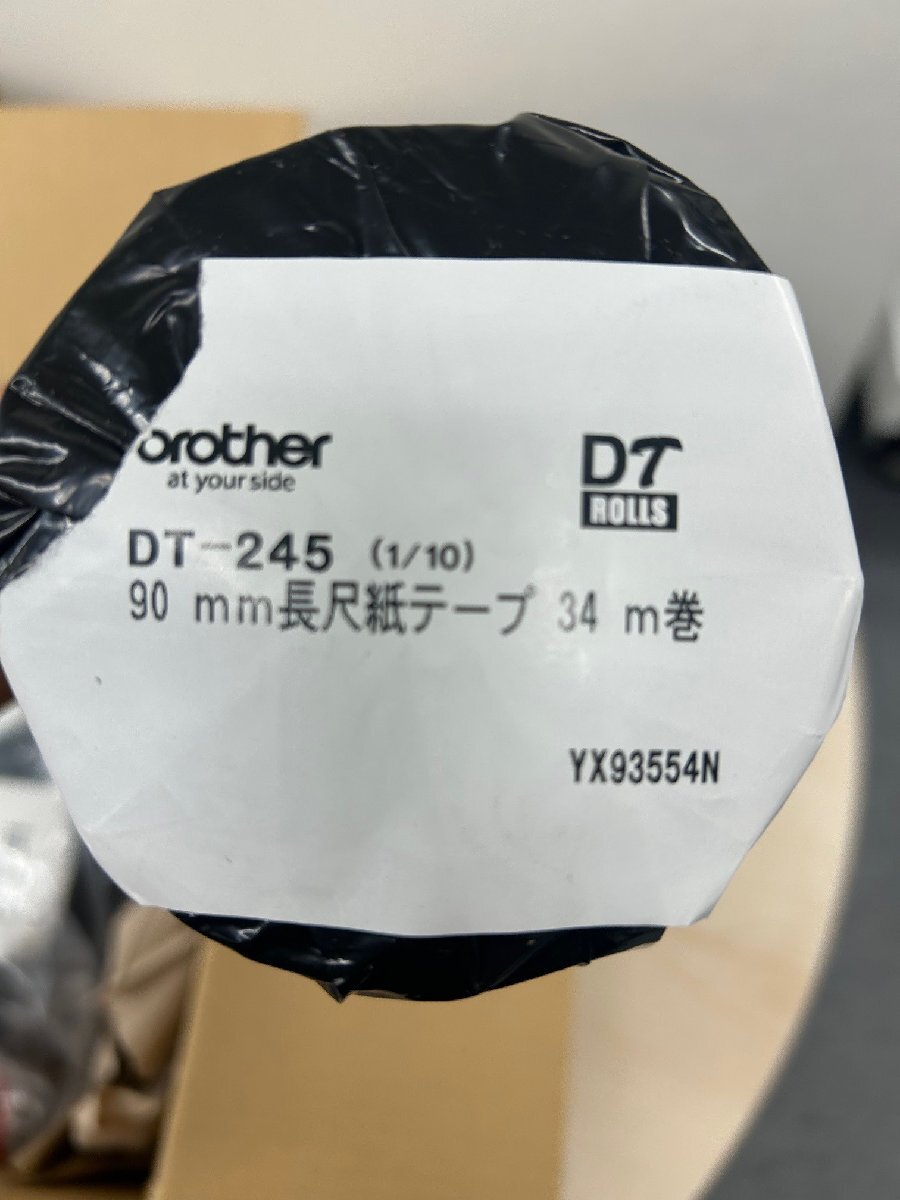 brother
at your side
DT
ROLLS
DT-245 (1/10)
90 mm長尺紙テープ 34 m巻
YX93554N